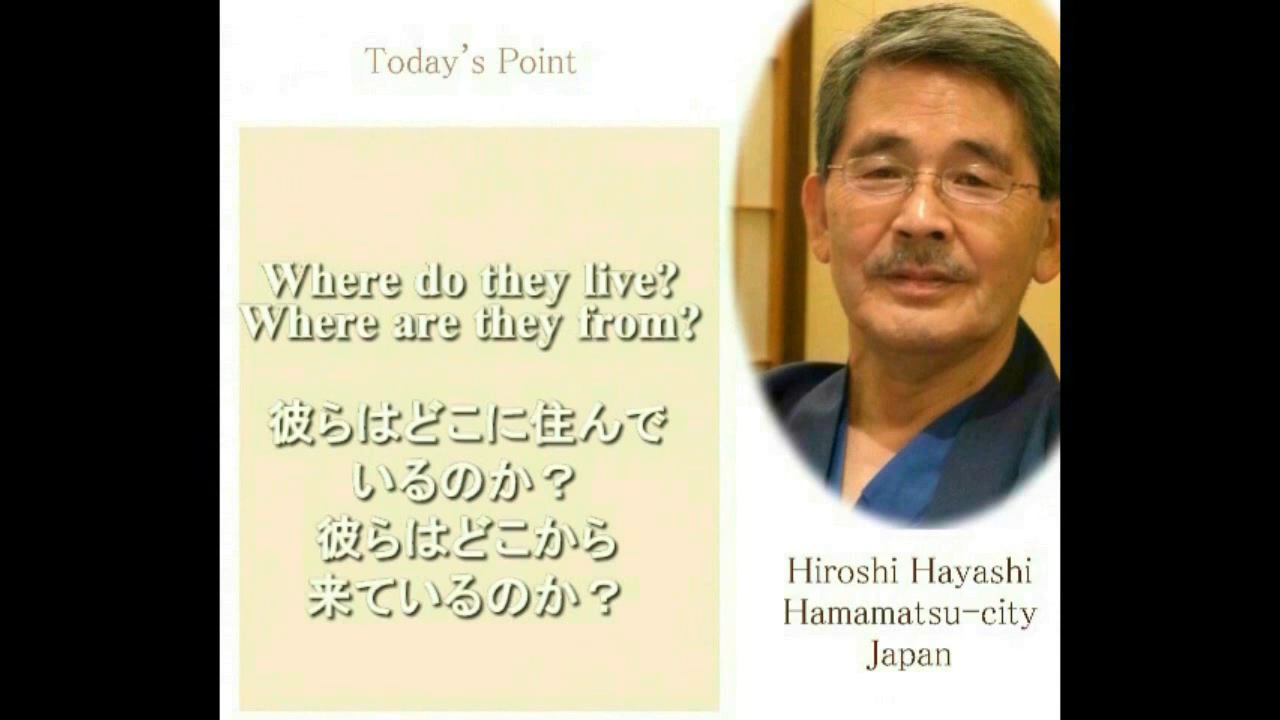 Today's Point
Where do they live?
Where are they from?
彼らはどこに住んで
いるのか？
彼らはどこから
来ているのか？
Hiroshi Hayashi
Hamamatsu-city
Japan